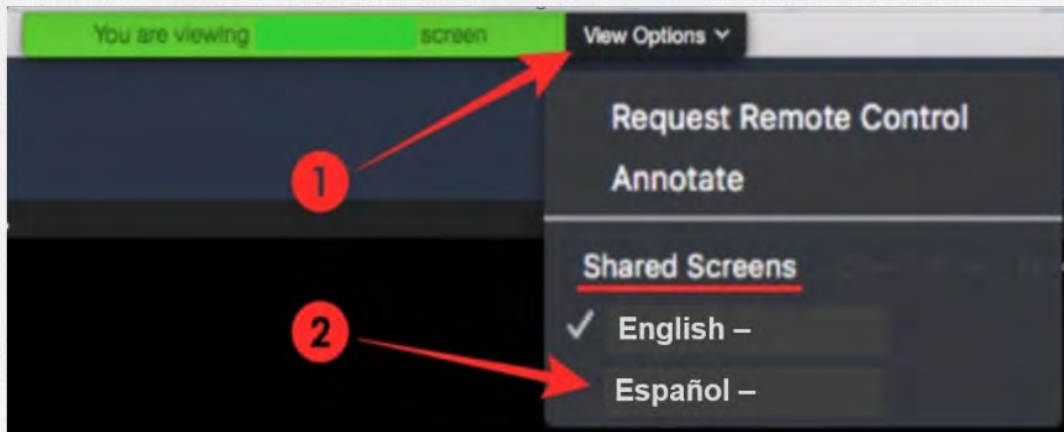 You are viewing screen View Options
Request Remote Control
Annotate
1
Shared Screens
2
English –
Español –